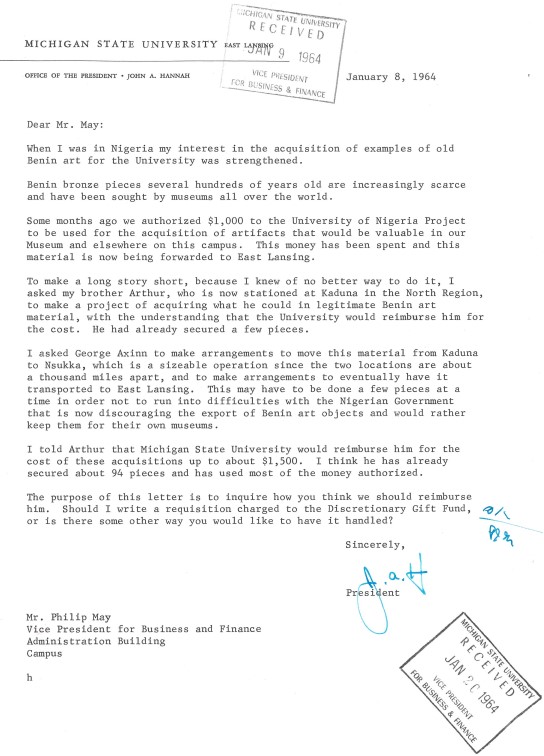 MICHIGAN STATE UNIVERSITY
RECEIVED
JAN 9 1964
VICE PRESIDENT
FOR BUSINESS & FINANCE
MICHIGAN STATE UNIVERSITY EAST LANSING
OFFICE OF THE PRESIDENT • JOHN A. HANNAH
January 8, 1964
Dear Mr. May:
When I was in Nigeria my interest in the acquisition of examples of old
Benin art for the University was strengthened.
Benin bronze pieces several hundreds of years old are increasingly scarce
and have been sought by museums all over the world.
Some months ago we authorized $1,000 to the University of Nigeria Project
to be used for the acquisition of artifacts that would be valuable in our
Museum and elsewhere on this campus. This money has been spent and this
material is now being forwarded to East Lansing.
To make a long story short, because I knew of no better way to do it, I
asked my brother Arthur, who is now stationed at Kaduna in the North Region,
to make a project of acquiring what he could in legitimate Benin art
material, with the understanding that the University would reimburse him for
the cost. He had already secured a few pieces.
I asked George Axinn to make arrangements to move this material from Kaduna
to Nsukka, which is a sizeable operation since the two locations are about
a thousand miles apart, and to make arrangements to eventually have it
transported to East Lansing. This may have to be done a few pieces at a
time in order not to run into difficulties with the Nigerian Government
that is now discouraging the export of Benin art objects and would rather
keep them for their own museums.
I told Arthur that Michigan State University would reimburse him for the
cost of these acquisitions up to about $1,500. I think he has already
secured about 94 pieces and has used most of the money authorized.
The purpose of this letter is to inquire how you think we should reimburse
him. Should I write a requisition charged to the Discretionary Gift Fund,
or is there some other way you would like to have it handled?
Sincerely,
J.a.H
President
Mr. Philip May
Vice President for Business and Finance
Administration Building
Campus
h
MICHIGAN STATE UNIVERSITY
RECEIVED
JAN 20 1964
VICE PRESIDENT
FOR BUSINESS & FINANCE